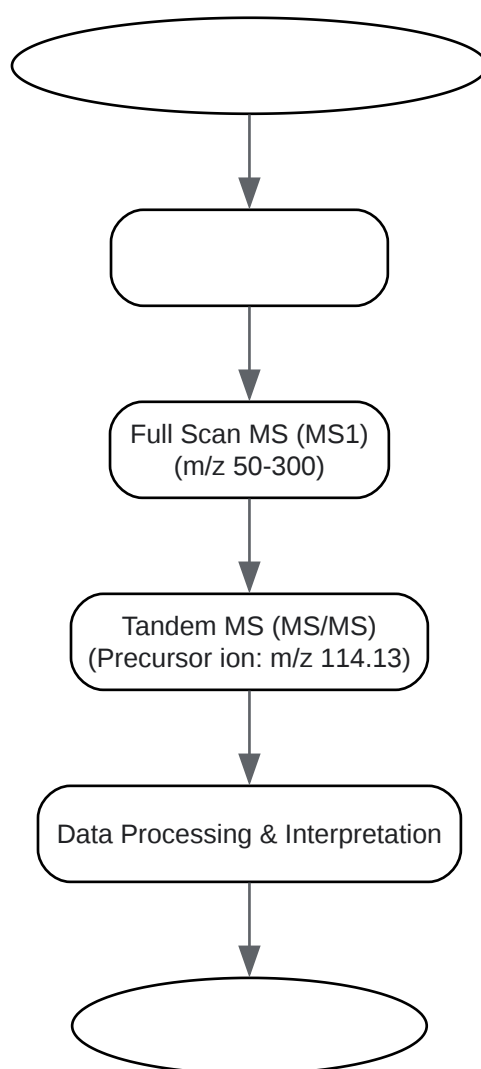 Full Scan MS (MS1)
(m/z 50-300)
Tandem MS (MS/MS)
(Precursor ion: m/z 114.13)
Data Processing & Interpretation